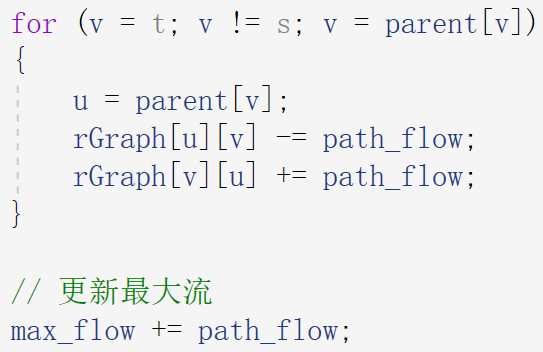 for (v = t; v != s; v = parent[v])
{
    u = parent[v];
    rGraph[u][v] -= path_flow;
    rGraph[v][u] += path_flow;
}

// 更新最大流
max_flow += path_flow;